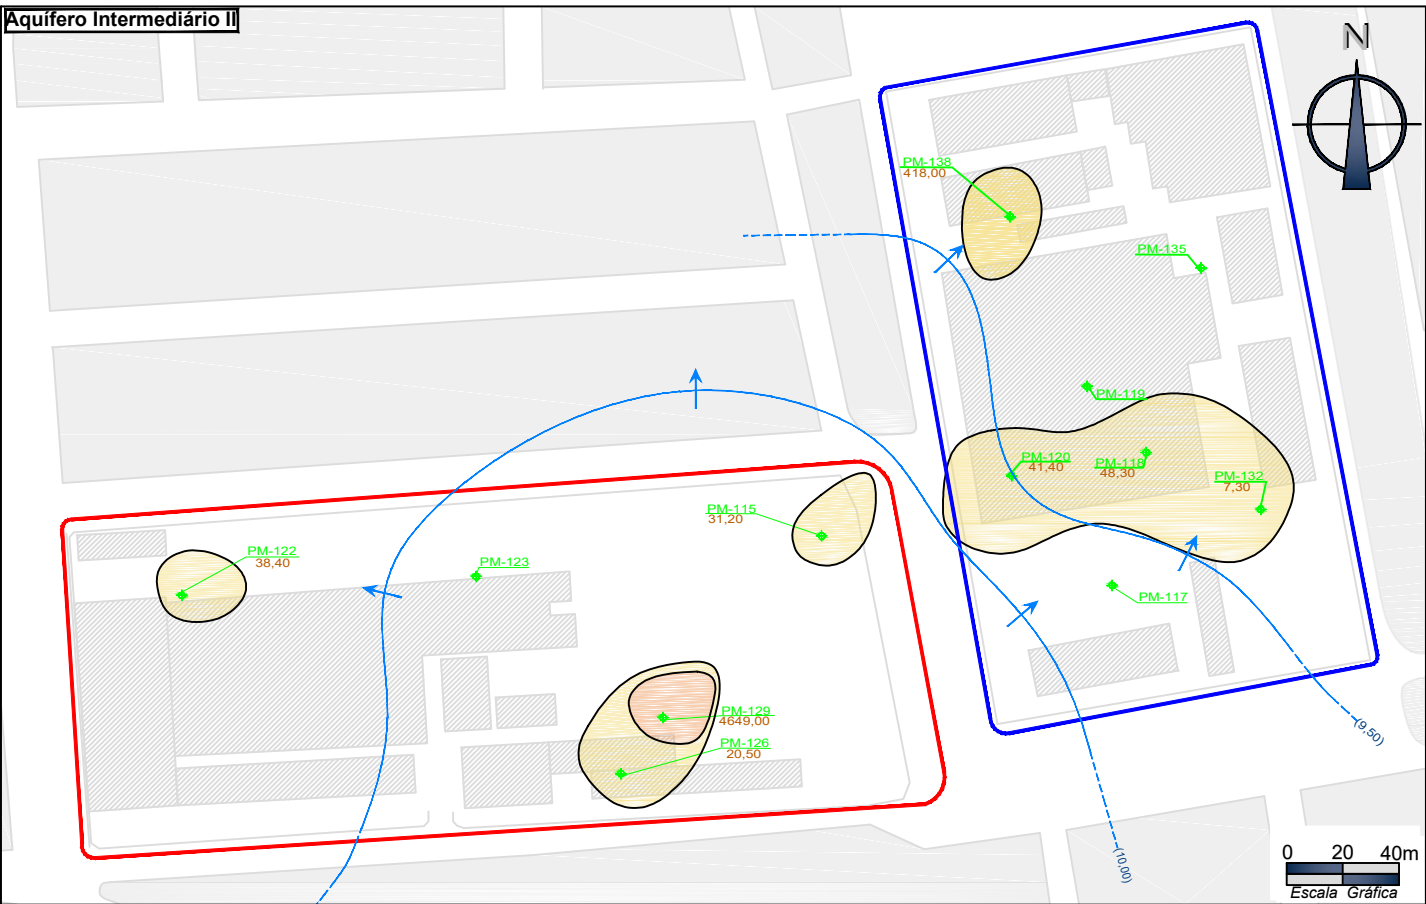 Aquífero Intermediário II
N
PM-138
418,00
PM-135
PM-119
PM-120
41,40
PM-118
48,30
PM-132
7,30
PM-115
31,20
PM-122
38,40
PM-123
PM-117
PM-129
4649,00
PM-126
20,50
(9,50)
(10,00)
0 20 40m
Escala Gráfica